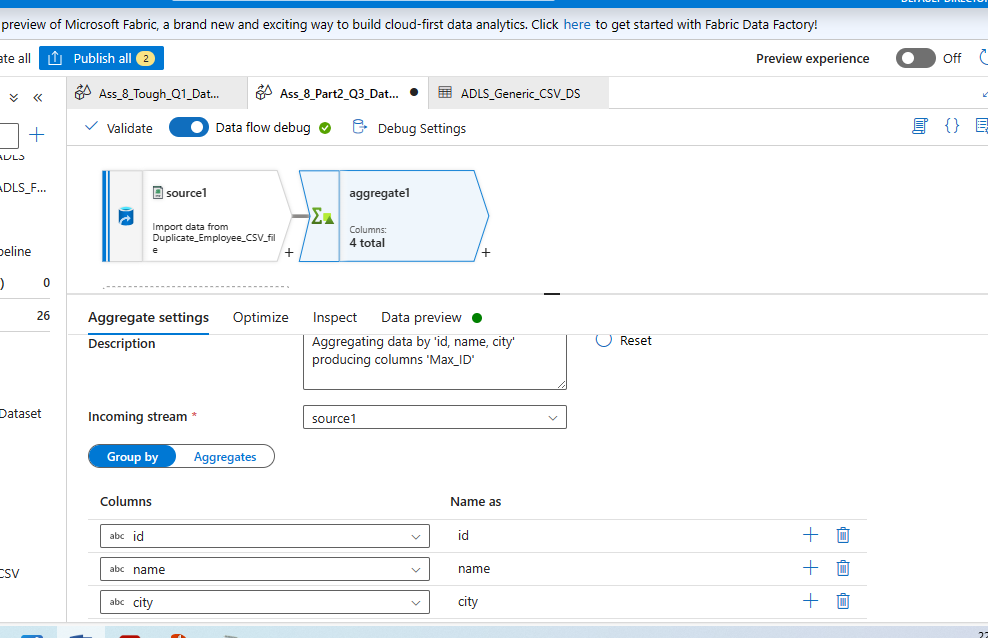 preview of Microsoft Fabric, a brand new and exciting way to build cloud-first data analytics. Click here to get started with Fabric Data Factory!
ate all Publish all 2 Preview experience Off
Ass_8_Tough_Q1_Dat... Ass_8_Part2_Q3_Dat... ADLS_Generic_CSV_DS
Validate Data flow debug Debug Settings
ADLS
ADLS_F...
peline
) 0
26
Dataset
CSV
source1
Import data from
Duplicate_Employee_CSV_fil
e
+
aggregate1
Columns:
4 total
+
Aggregate settings Optimize Inspect Data preview
Description
Aggregating data by 'id, name, city'
producing columns 'Max_ID'
Reset
Incoming stream *
source1
Group by Aggregates
Columns Name as
abc id id
abc name name
abc city city